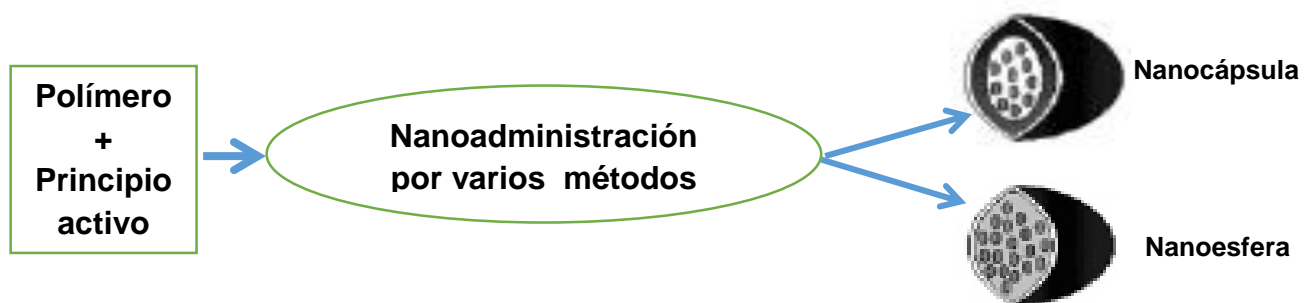 Polímero
+
Principio
activo
Nanoadministración
por varios métodos
Nanocápsula
Nanoesfera